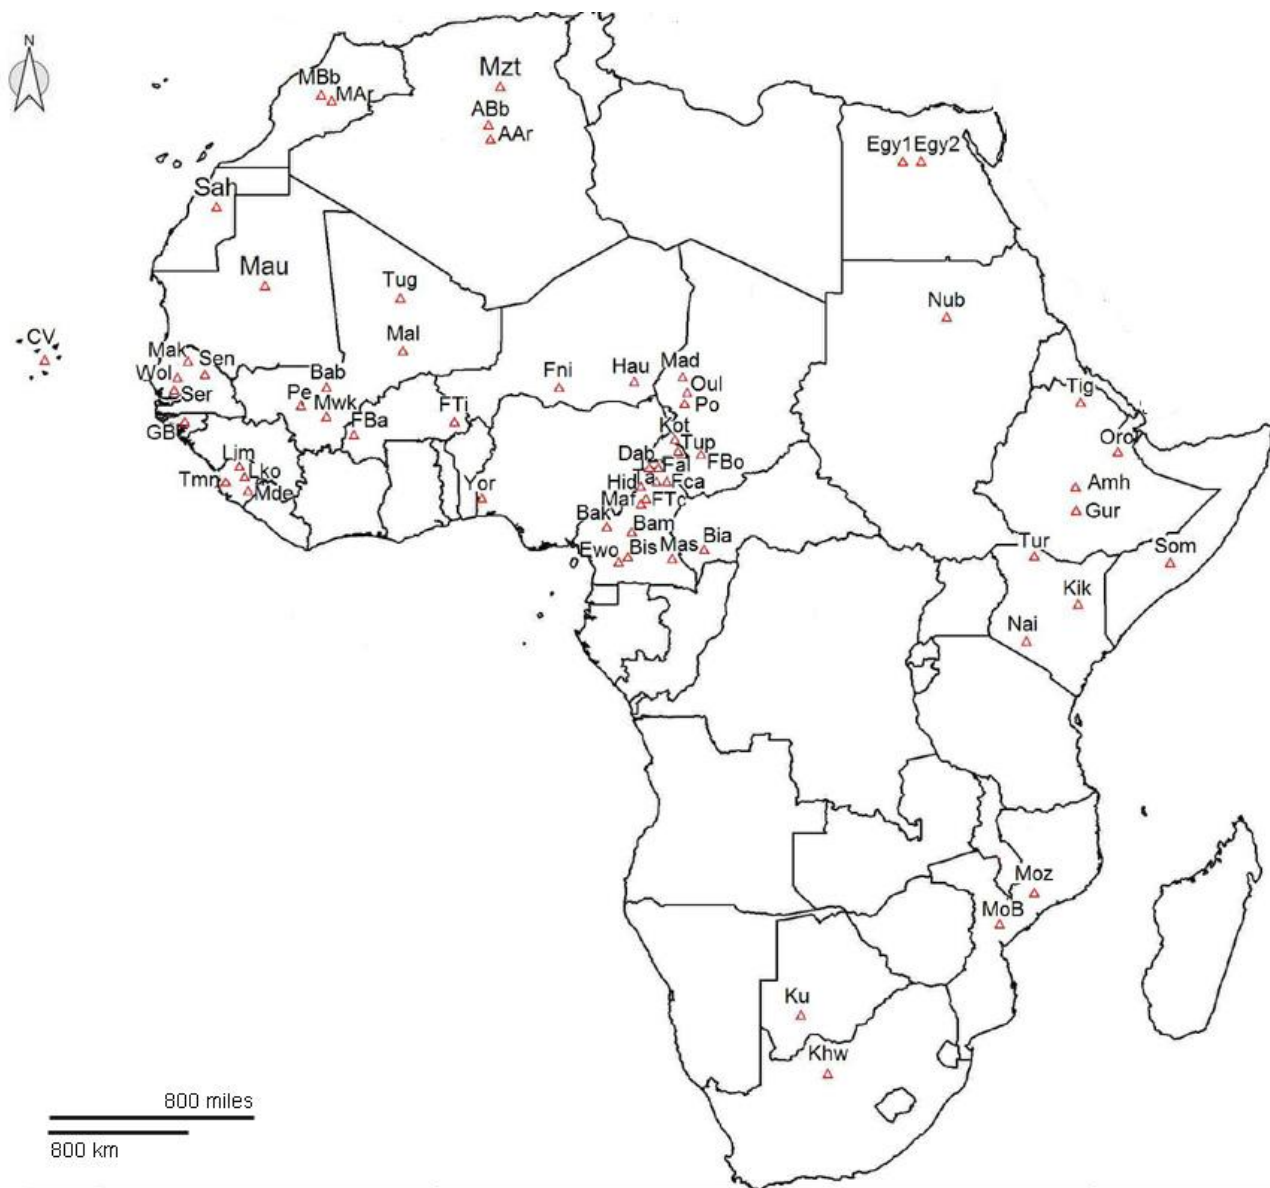 N
MBb
MAr
Mzt
ABb
AAr
Egy1 Egy2
Sah
Mau
Tug
Nub
CV
Mal
Mak
Sen
Wol
Ser
Bab
Pe
Mwk
Fni
Hau
Mad
Oul
Po
Tig
GB
FBa
FTi
Kot
Tup
Oro
Dab
Fal
FBo
Lim
Lko
Tmn
Mde
Yor
Hid
Ta
Fca
Amh
Maf
FTc
Gur
Bak
Bam
Ewo
Bis
Mas
Bia
Tur
Som
Kik
Nai
Moz
MoB
Ku
Khw
800 miles
800 km